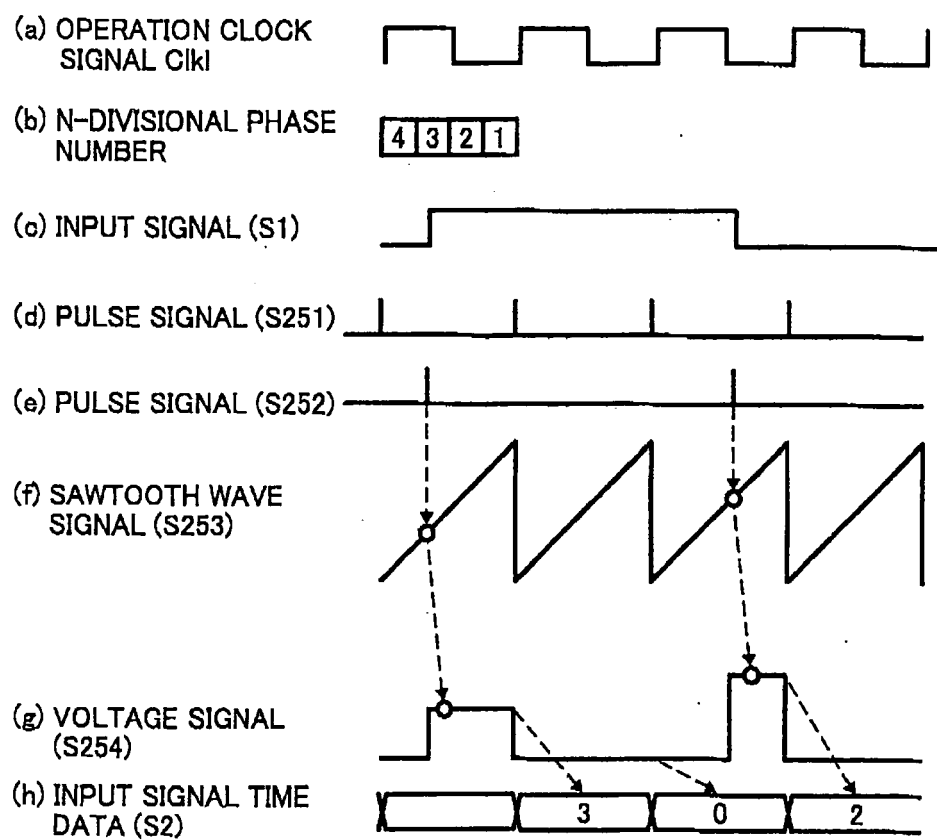 (a) OPERATION CLOCK
SIGNAL Clkl
(b) N-DIVISIONAL PHASE
NUMBER
4 3 2 1
(c) INPUT SIGNAL (S1)
(d) PULSE SIGNAL (S251)
(e) PULSE SIGNAL (S252)
(f) SAWTOOTH WAVE
SIGNAL (S253)
(g) VOLTAGE SIGNAL
(S254)
(h) INPUT SIGNAL TIME
DATA (S2)
3 0 2